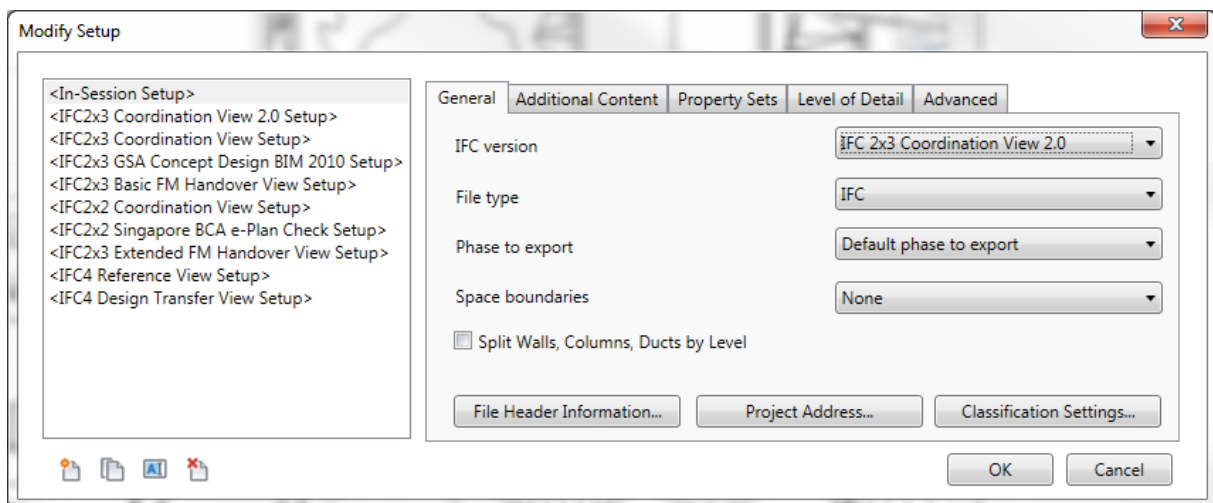 Modify Setup
<In-Session Setup>
<IFC2x3 Coordination View 2.0 Setup>
<IFC2x3 Coordination View Setup>
<IFC2x3 GSA Concept Design BIM 2010 Setup>
<IFC2x3 Basic FM Handover View Setup>
<IFC2x2 Coordination View Setup>
<IFC2x2 Singapore BCA e-Plan Check Setup>
<IFC2x3 Extended FM Handover View Setup>
<IFC4 Reference View Setup>
<IFC4 Design Transfer View Setup>
General Additional Content Property Sets Level of Detail Advanced
IFC version IFC 2x3 Coordination View 2.0
File type IFC
Phase to export Default phase to export
Space boundaries None
Split Walls, Columns, Ducts by Level
File Header Information... Project Address... Classification Settings...
AI
OK Cancel